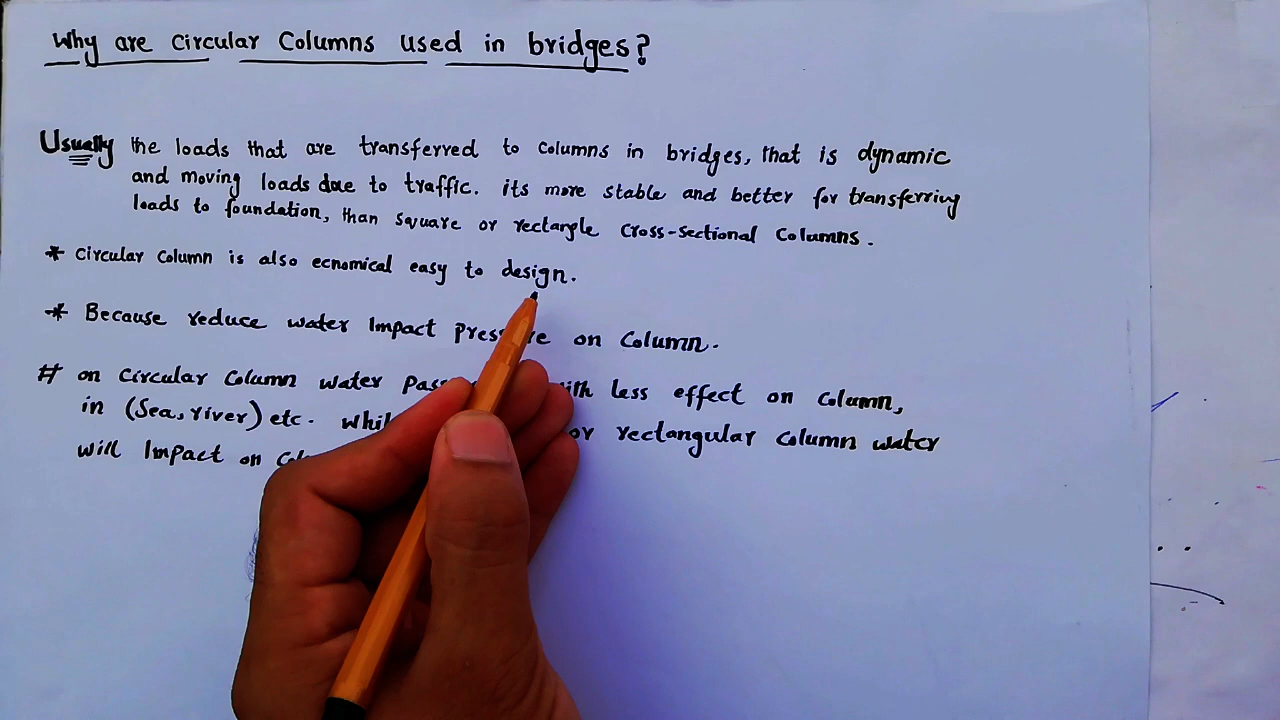 Why are Circular Columns used in bridges?
Usually the loads that are transferred to columns in bridges, that is dynamic
and moving loads due to traffic. its more stable and better for transferring
loads to foundation, than square or rectangle cross-sectional columns.
* Circular column is also ecnomical easy to design.
* Because reduce water Impact on column.
# on circular column water less effect on column,
in (Sea, river) etc. or rectangular column water
will Impact on